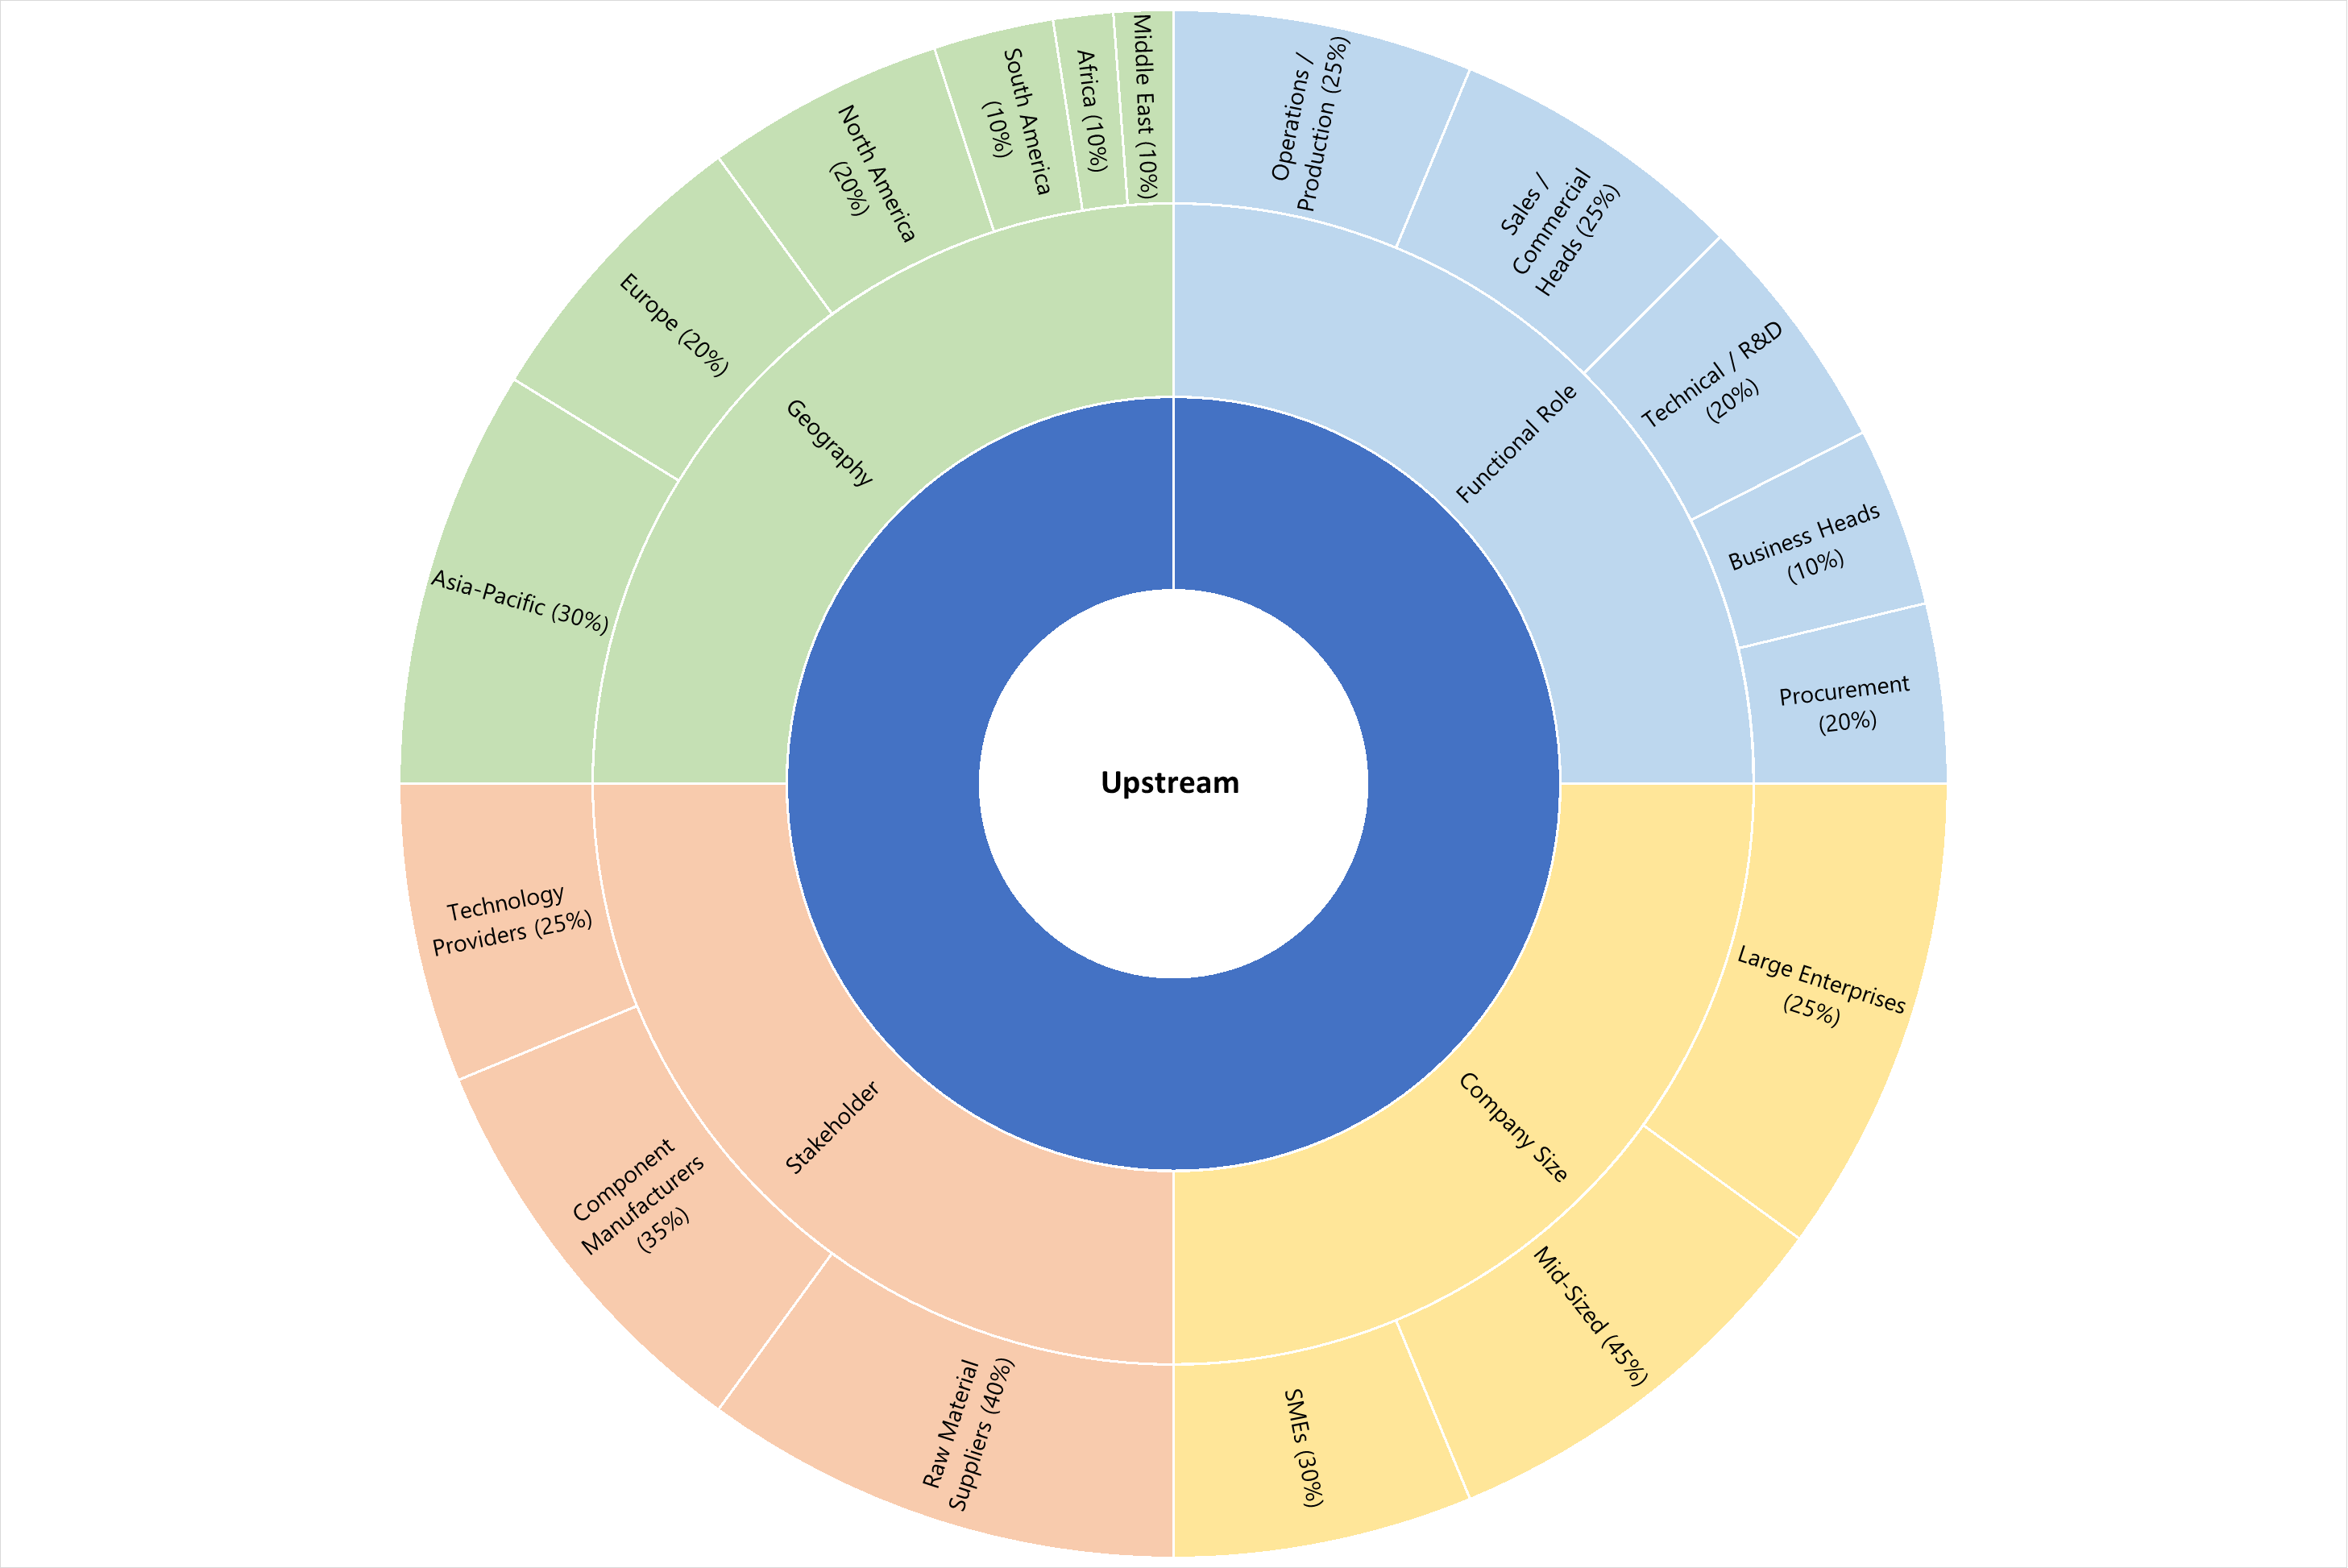 Upstream
Functional Role
Operations /
Production (25%)
Sales /
Commercial
Heads (25%)
Technical / R&D
(20%)
Business Heads
(10%)
Procurement
(20%)
Company Size
Large Enterprises
(25%)
Mid-Sized (45%)
SMEs (30%)
Stakeholder
Raw Material
Suppliers (40%)
Component
Manufacturers
(35%)
Technology
Providers (25%)
Geography
Asia-Pacific (30%)
Europe (20%)
North America
(20%)
South America
(10%)
Africa (10%)
Middle East (10%)